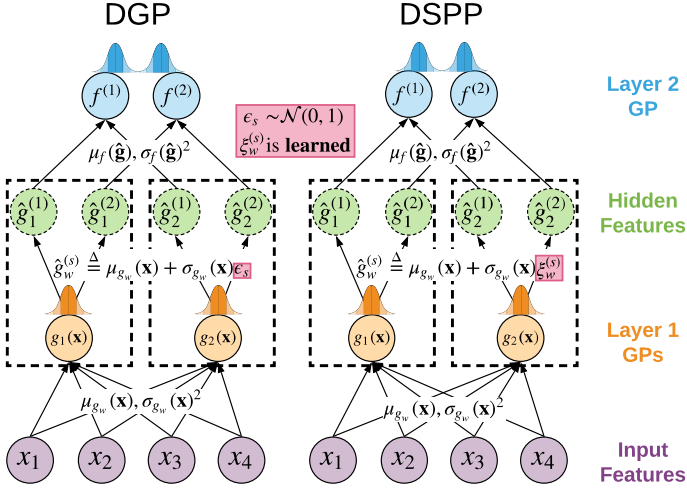 DGP
DSPP
f^(1) f^(2)
f^(1) f^(2)
Layer 2
GP
ϵ_s ~ 𝒩(0, 1)
ξ_w^(s) is learned
μ_f(ĝ), σ_f(ĝ)^2
μ_f(ĝ), σ_f(ĝ)^2
ĝ_1^(1) ĝ_1^(2) ĝ_2^(1) ĝ_2^(2)
ĝ_1^(1) ĝ_1^(2) ĝ_2^(1) ĝ_2^(2)
Hidden
Features
ĝ_w^(s) ≜ μ_{g_w}(x) + σ_{g_w}(x)ϵ_s
ĝ_w^(s) ≜ μ_{g_w}(x) + σ_{g_w}(x)ξ_w^(s)
g_1(x) g_2(x)
g_1(x) g_2(x)
Layer 1
GPs
μ_{g_w}(x), σ_{g_w}(x)^2
μ_{g_w}(x), σ_{g_w}(x)^2
x_1 x_2 x_3 x_4
x_1 x_2 x_3 x_4
Input
Features